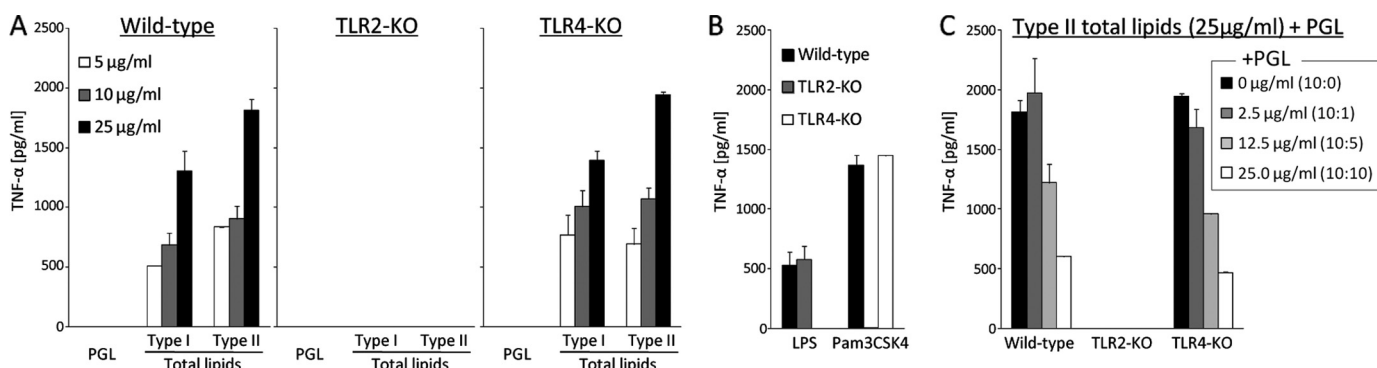 A
Wild-type
TLR2-KO
TLR4-KO
TNF-α [pg/ml]
2500
2000
1500
1000
500
0
5 µg/ml
10 µg/ml
25 µg/ml
PGL
Type I
Type II
Total lipids
PGL
Type I
Type II
Total lipids
PGL
Type I
Type II
Total lipids
B
TNF-α [pg/ml]
2500
2000
1500
1000
500
0
Wild-type
TLR2-KO
TLR4-KO
LPS
Pam3CSK4
C
Type II total lipids (25µg/ml) + PGL
TNF-α [pg/ml]
2500
2000
1500
1000
500
0
+PGL
0 µg/ml (10:0)
2.5 µg/ml (10:1)
12.5 µg/ml (10:5)
25.0 µg/ml (10:10)
Wild-type
TLR2-KO
TLR4-KO